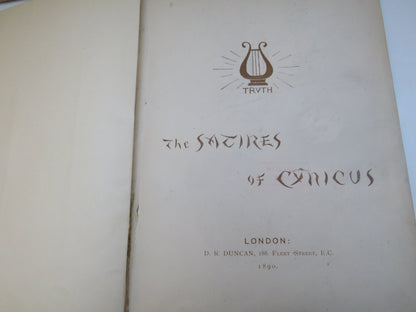 TRVTH
The SATIRES
of CYNICUS
LONDON:
D. R. DUNCAN, 186 FLEET STREET, E.C.
1890.